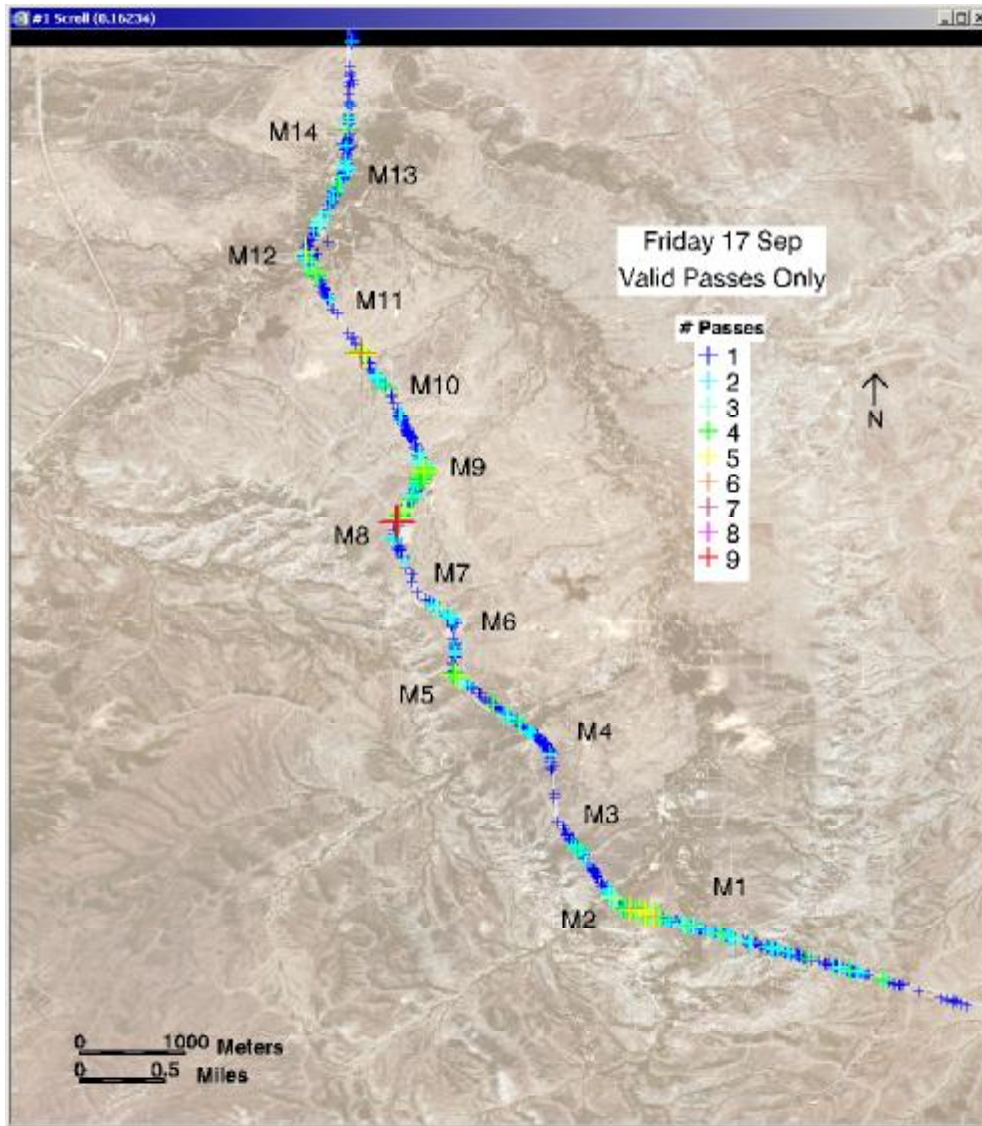 #1 Scroll (0.16234)
M14
M13
M12
M11
M10
M9
M8
M7
M6
M5
M4
M3
M1
M2
Friday 17 Sep
Valid Passes Only
# Passes
1
2
3
4
5
6
7
8
9
N
0 1000 Meters
0 0.5 Miles